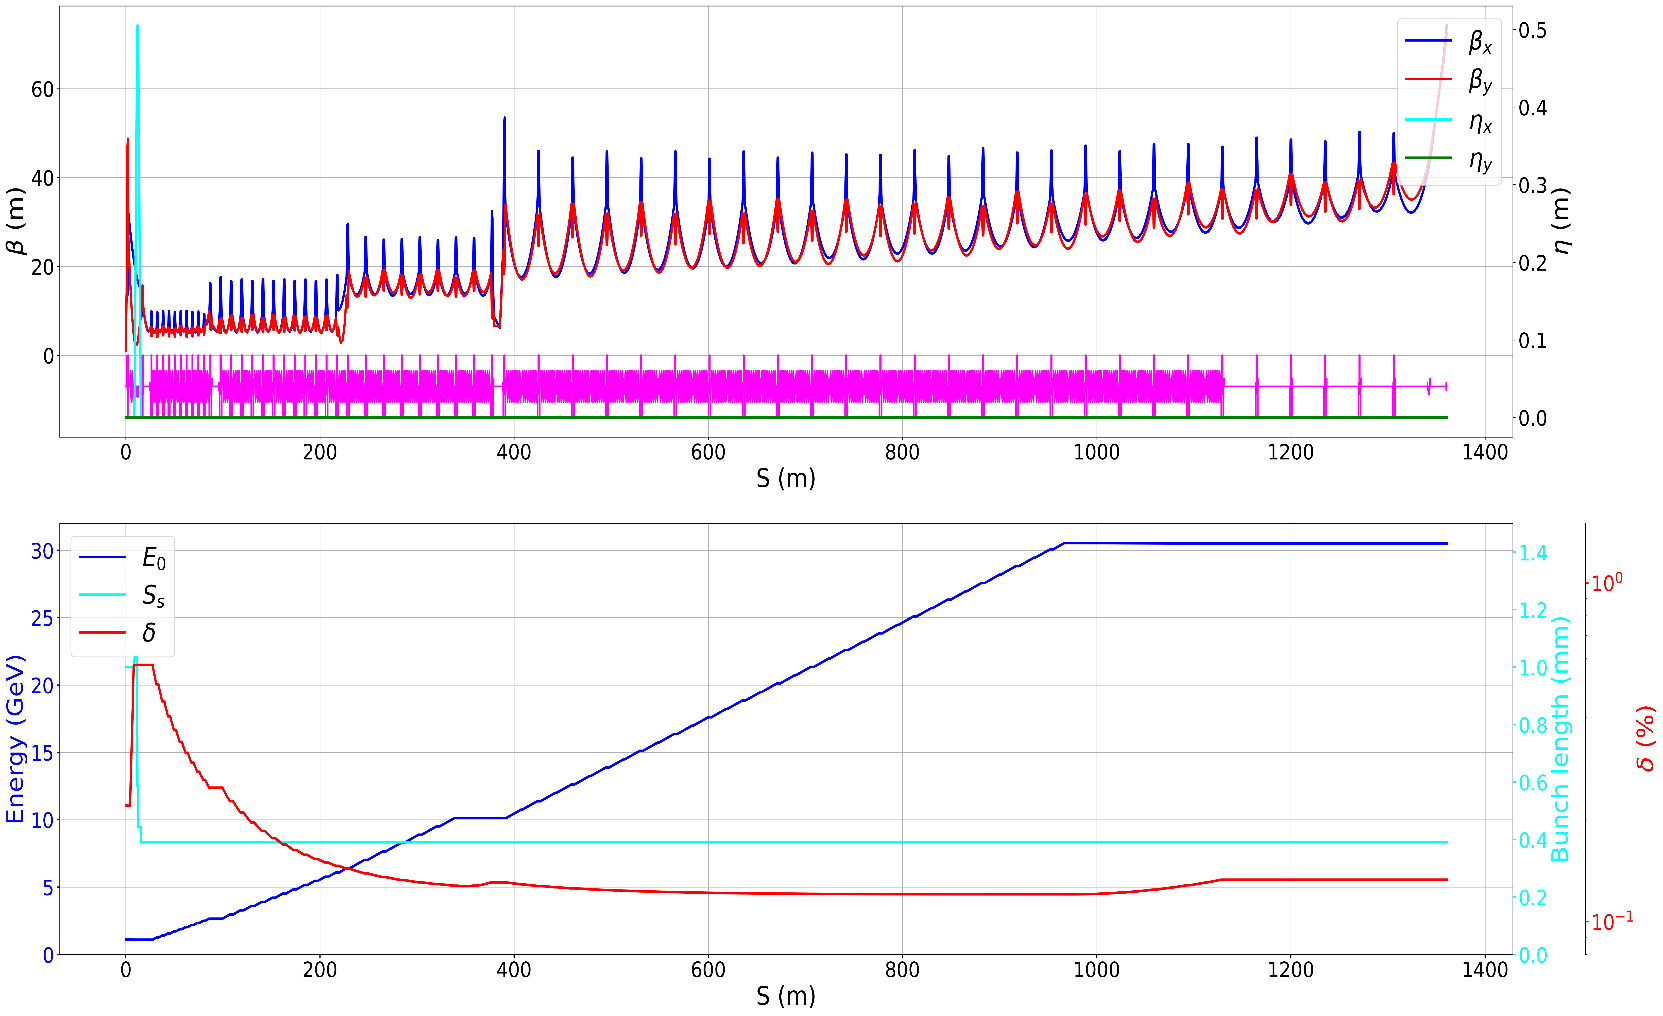 60
40
20
0
β (m)
0.5
0.4
0.3
0.2
0.1
0.0
η (m)
βx
βy
ηx
ηy
0 200 400 600 800 1000 1200 1400
S (m)
30
25
20
15
10
5
0
Energy (GeV)
E0
Ss
δ
1.4
1.2
1.0
0.8
0.6
0.4
0.2
0.0
Bunch length (mm)
10^0
10^−1
δ (%)
0 200 400 600 800 1000 1200 1400
S (m)